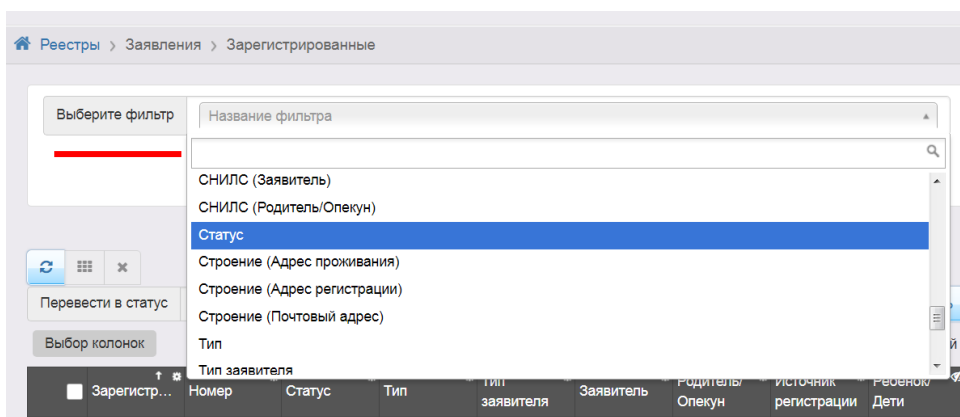 Реестры > Заявления > Зарегистрированные
Выберите фильтр
Название фильтра
СНИЛС (Заявитель)
СНИЛС (Родитель/Опекун)
Статус
Строение (Адрес проживания)
Строение (Адрес регистрации)
Строение (Почтовый адрес)
Тип
Тип заявителя
Перевести в статус
Выбор колонок
й
Зарегистр... Номер Статус Тип Тип заявителя Заявитель Родитель/ Опекун Источник регистрации Ребенок/ Дети